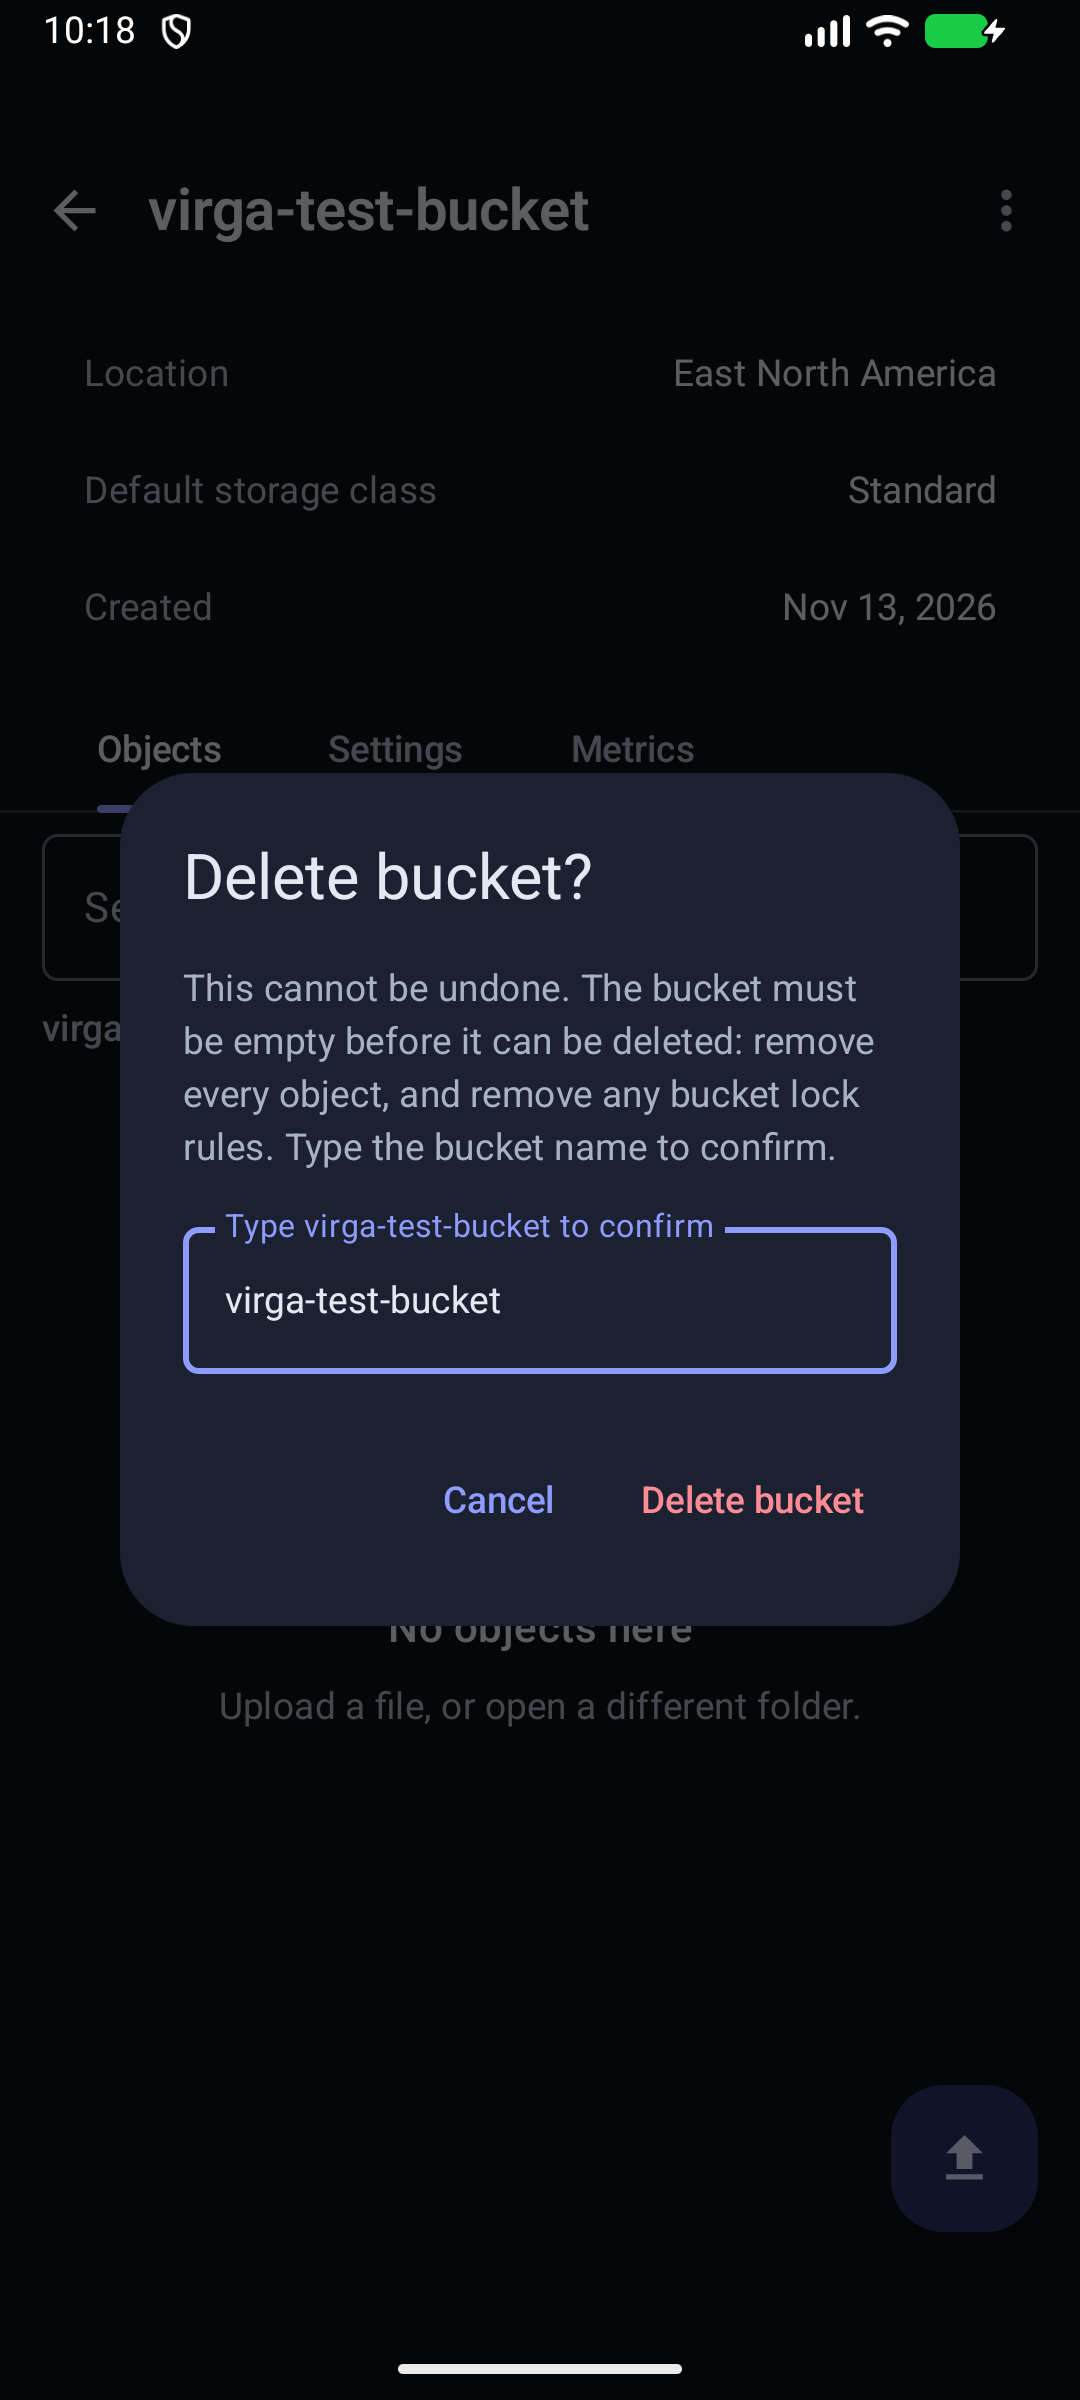 10:18
virga-test-bucket
Location
East North America
Default storage class
Standard
Created
Nov 13, 2026
Objects
Settings
Metrics
Delete bucket?
This cannot be undone. The bucket must
be empty before it can be deleted: remove
every object, and remove any bucket lock
rules. Type the bucket name to confirm.
Type virga-test-bucket to confirm
virga-test-bucket
Cancel
Delete bucket
No objects here
Upload a file, or open a different folder.